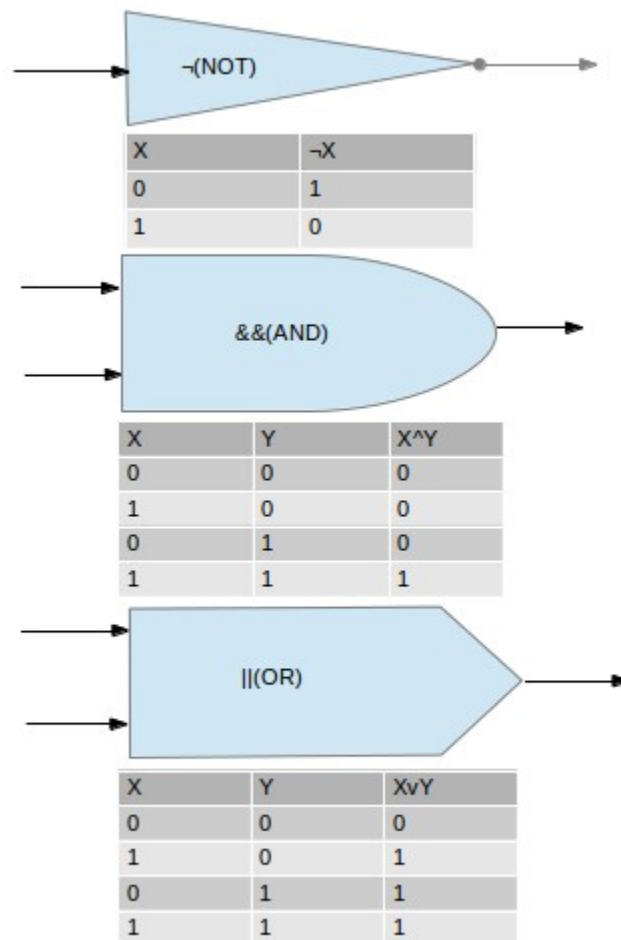 ¬(NOT)
X ¬X
0 1
1 0
&&(AND)
X Y X^Y
0 0 0
1 0 0
0 1 0
1 1 1
||(OR)
X Y XvY
0 0 0
1 0 1
0 1 1
1 1 1